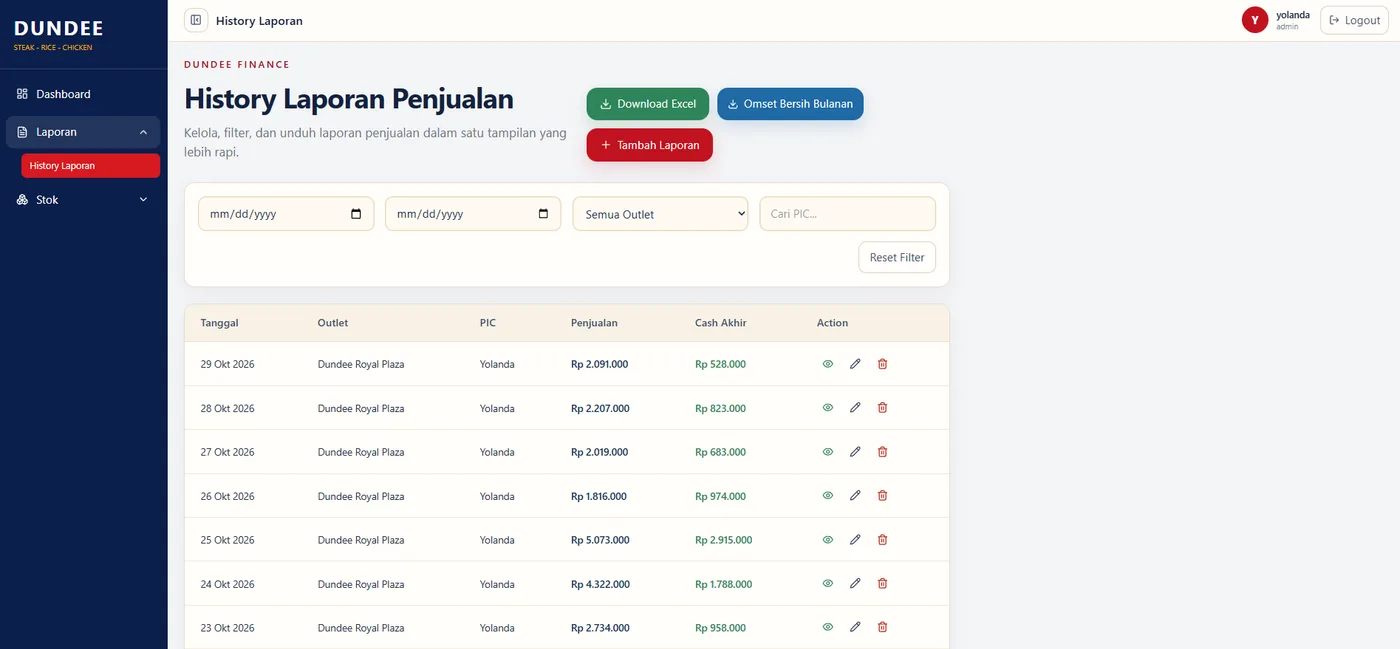 DUNDEE
STEAK - RICE - CHICKEN
Dashboard
Laporan
History Laporan
Stok
History Laporan
Y
yolanda
admin
Logout
DUNDEE FINANCE
History Laporan Penjualan
Kelola, filter, dan unduh laporan penjualan dalam satu tampilan yang
lebih rapi.
Download Excel
Omset Bersih Bulanan
Tambah Laporan
mm/dd/yyyy
mm/dd/yyyy
Semua Outlet
Cari PIC...
Reset Filter
Tanggal Outlet PIC Penjualan Cash Akhir Action
29 Okt 2026 Dundee Royal Plaza Yolanda Rp 2.091.000 Rp 528.000
28 Okt 2026 Dundee Royal Plaza Yolanda Rp 2.207.000 Rp 823.000
27 Okt 2026 Dundee Royal Plaza Yolanda Rp 2.019.000 Rp 683.000
26 Okt 2026 Dundee Royal Plaza Yolanda Rp 1.816.000 Rp 974.000
25 Okt 2026 Dundee Royal Plaza Yolanda Rp 5.073.000 Rp 2.915.000
24 Okt 2026 Dundee Royal Plaza Yolanda Rp 4.322.000 Rp 1.788.000
23 Okt 2026 Dundee Royal Plaza Yolanda Rp 2.734.000 Rp 958.000